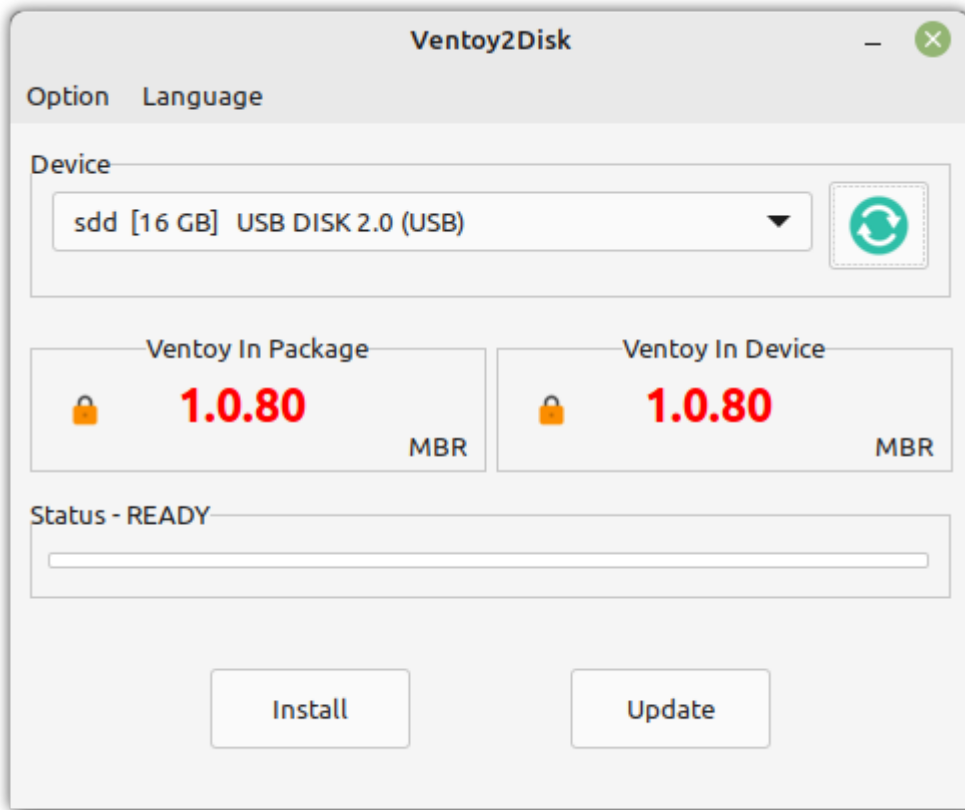 Ventoy2Disk
Option Language
Device
sdd [16 GB] USB DISK 2.0 (USB)
Ventoy In Package
1.0.80
MBR
Ventoy In Device
1.0.80
MBR
Status - READY
Install
Update